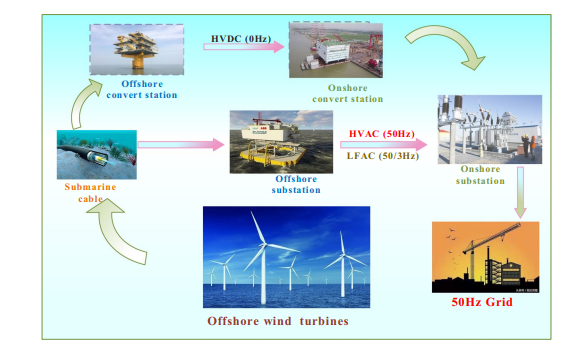 HVDC (0Hz)
Offshore
convert station
Onshore
convert station
HVAC (50Hz)
LFAC (50/3Hz)
Submarine
cable
Offshore
substation
Onshore
substation
50Hz Grid
Offshore wind turbines